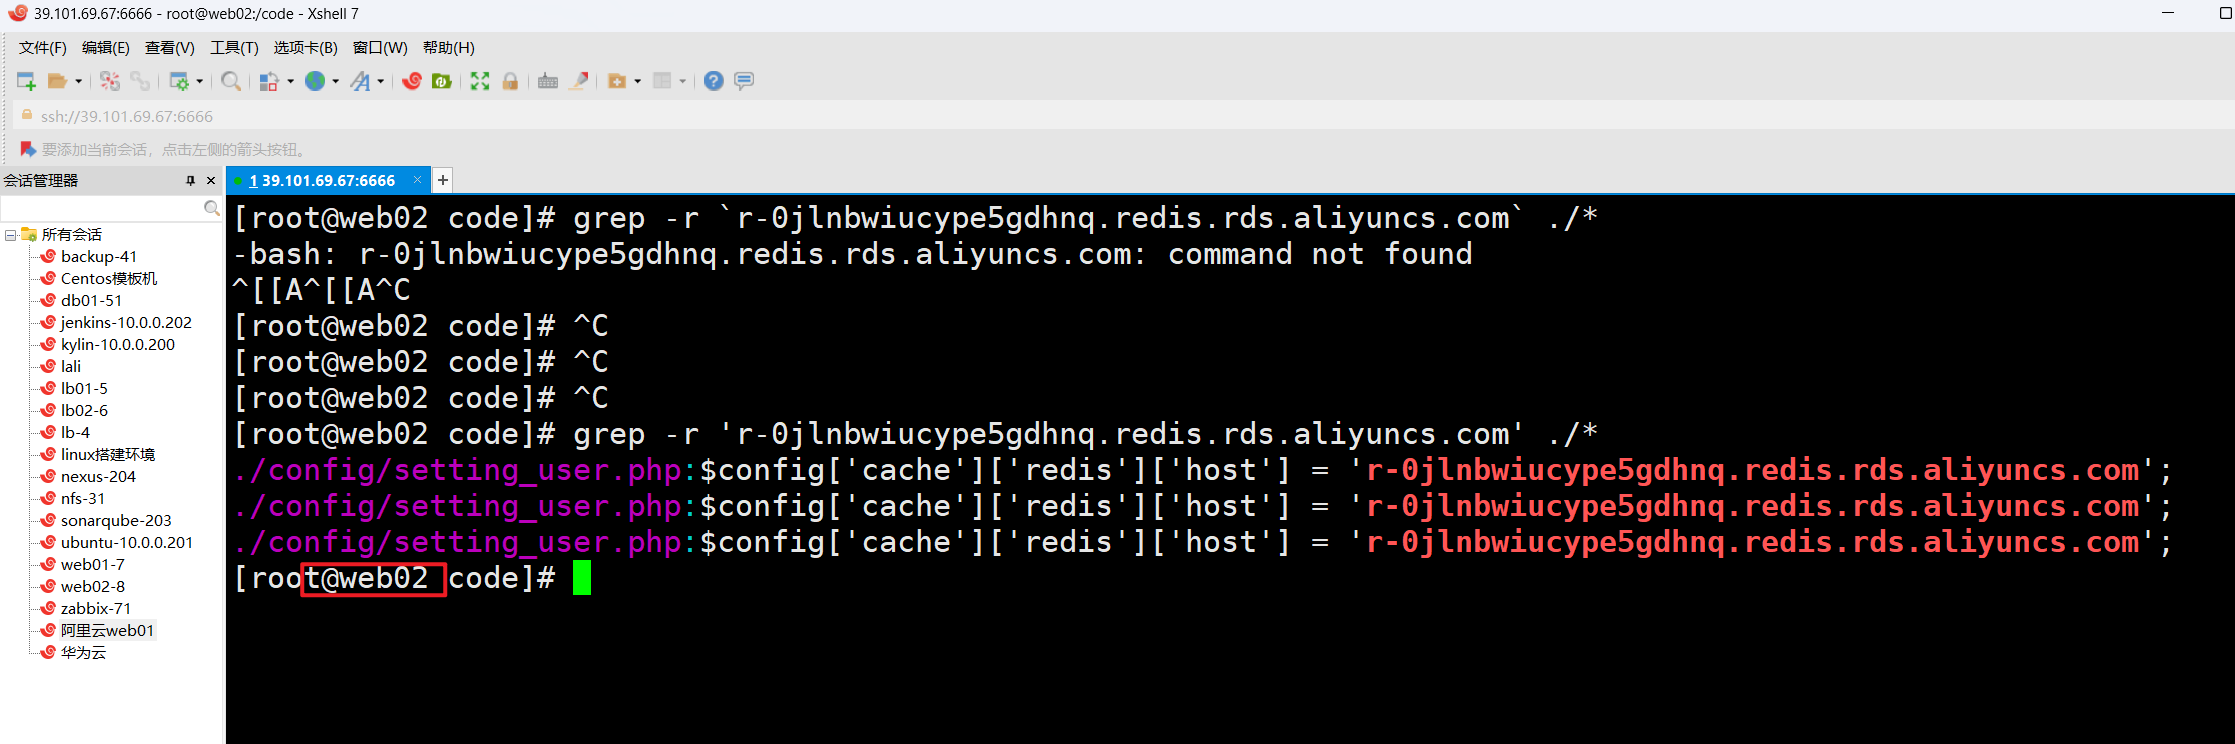 39.101.69.67:6666 - root@web02:/code - Xshell 7
文件(F) 编辑(E) 查看(V) 工具(T) 选项卡(B) 窗口(W) 帮助(H)
ssh://39.101.69.67:6666
要添加当前会话，点击左侧的箭头按钮。
会话管理器
1 39.101.69.67:6666
所有会话
backup-41
Centos模板机
db01-51
jenkins-10.0.0.202
kylin-10.0.0.200
lali
lb01-5
lb02-6
lb-4
linux搭建环境
nexus-204
nfs-31
sonarqube-203
ubuntu-10.0.0.201
web01-7
web02-8
zabbix-71
阿里云web01
华为云
[root@web02 code]# grep -r `r-0jlnbwiucype5gdhnq.redis.rds.aliyuncs.com` ./*
-bash: r-0jlnbwiucype5gdhnq.redis.rds.aliyuncs.com: command not found
^[[A^[[A^C
[root@web02 code]# ^C
[root@web02 code]# ^C
[root@web02 code]# ^C
[root@web02 code]# grep -r 'r-0jlnbwiucype5gdhnq.redis.rds.aliyuncs.com' ./*
./config/setting_user.php:$config['cache']['redis']['host'] = 'r-0jlnbwiucype5gdhnq.redis.rds.aliyuncs.com';
./config/setting_user.php:$config['cache']['redis']['host'] = 'r-0jlnbwiucype5gdhnq.redis.rds.aliyuncs.com';
./config/setting_user.php:$config['cache']['redis']['host'] = 'r-0jlnbwiucype5gdhnq.redis.rds.aliyuncs.com';
[root@web02 code]#